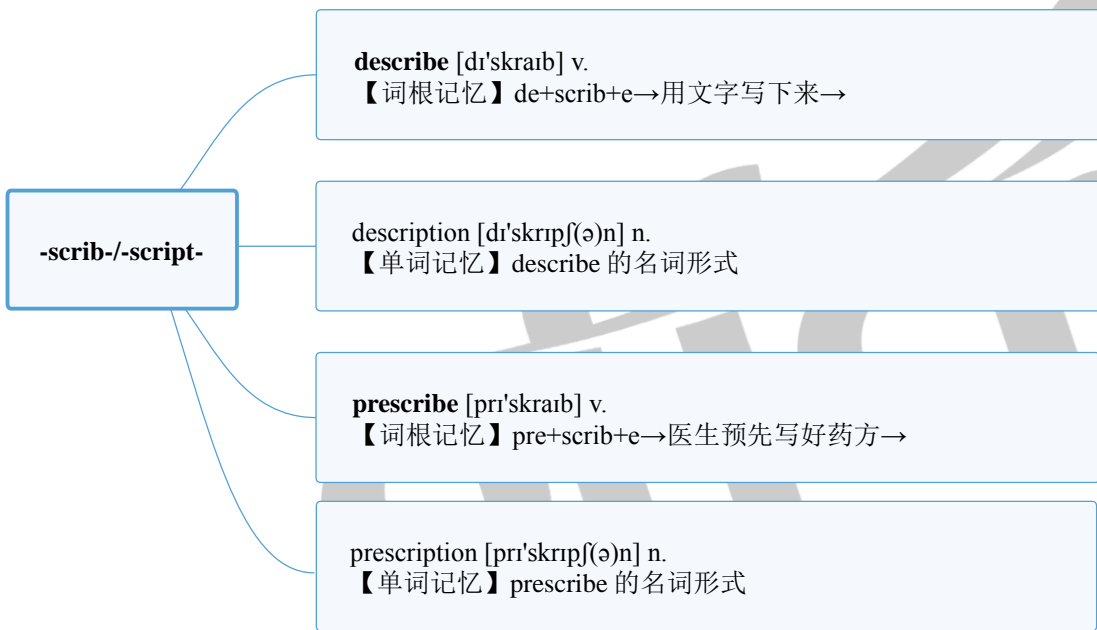 describe [dɪ'skraɪb] v.
【词根记忆】de+scrib+e→用文字写下来→
-scrib-/-script-
description [dɪ'skrɪpʃ(ə)n] n.
【单词记忆】describe 的名词形式
prescribe [prɪ'skraɪb] v.
【词根记忆】pre+scrib+e→医生预先写好药方→
prescription [prɪ'skrɪpʃ(ə)n] n.
【单词记忆】prescribe 的名词形式